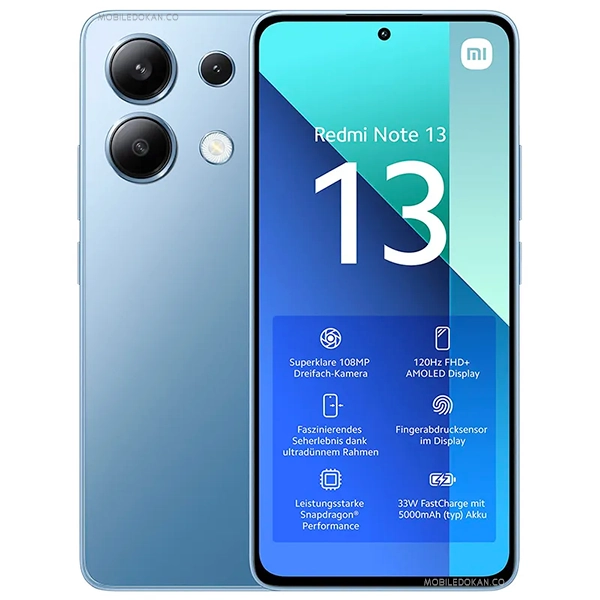 MOBILEDOKAN.CO
mi
Redmi Note 13
13
Superklare 108MP
Dreifach-Kamera
120Hz FHD+
AMOLED Display
Faszinierendes
Seherlebnis dank
ultradünnem Rahmen
Fingerabdrucksensor
im Display
Leistungsstarke
Snapdragon®
Performance
33W FastCharge mit
5000mAh (typ) Akku
MOBILEDOKAN.CO